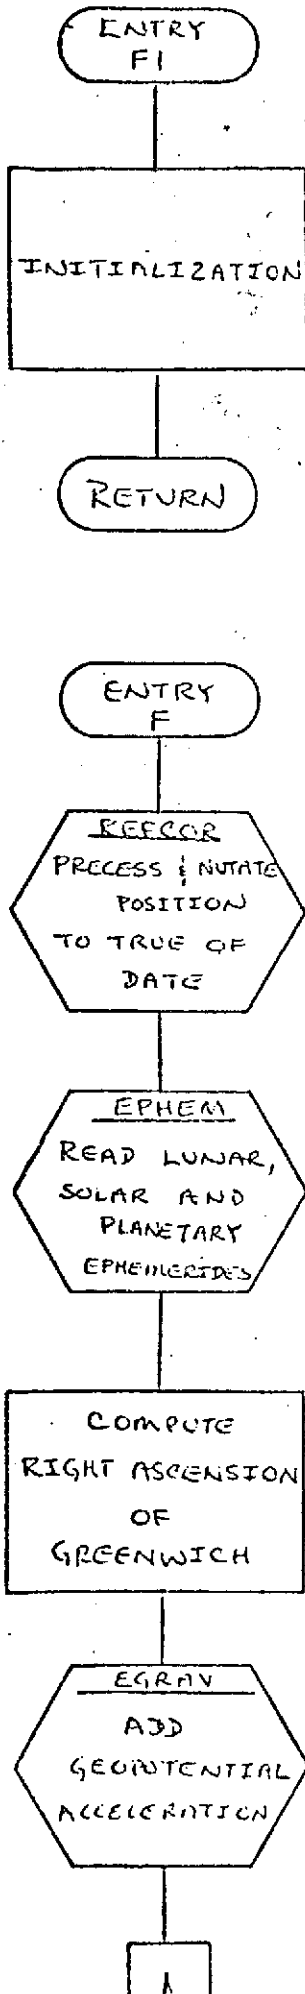 ENTRY
F1
INITIALIZATION
RETURN
ENTRY
F
REFCOR
PRECESS & NUTATE
POSITION
TO TRUE OF
DATE
EPHEM
READ LUNAR,
SOLAR AND
PLANETARY
EPHEMERIDES
COMPUTE
RIGHT ASCENSION
OF
GREENWICH
EGRAV
ADD
GEOPOTENTIAL
ACCELERATION
A